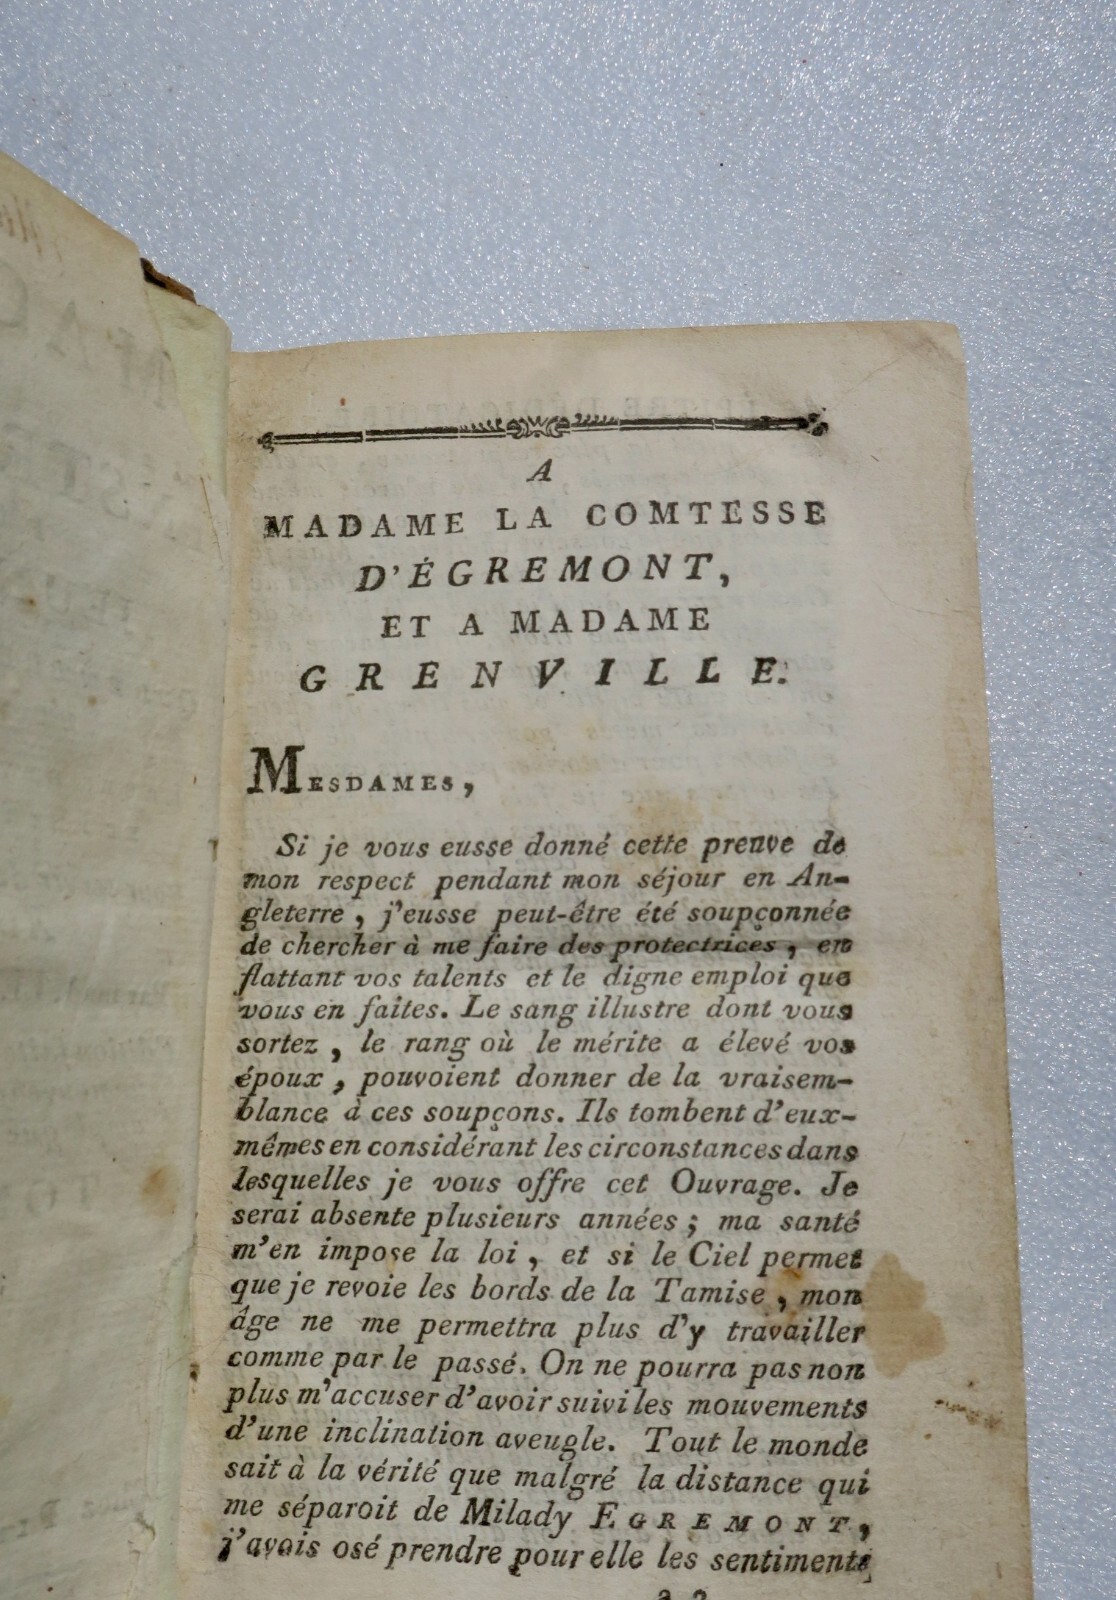 A
MADAME LA COMTESSE
D'ÉGREMONT,
ET A MADAME
GRENVILLE.
MESDAMES,
Si je vous eusse donné cette preuve de
mon respect pendant mon séjour en An-
gleterre, j'eusse peut-être été soupçonnée
de chercher à me faire des protectrices, en
flattant vos talents et le digne emploi que
vous en faites. Le sang illustre dont vous
sortez, le rang où le mérite a élevé vos
époux, pouvoient donner de la vraisem-
blance à ces soupçons. Ils tombent d'eux-
mêmes en considérant les circonstances dans
lesquelles je vous offre cet Ouvrage. Je
serai absente plusieurs années; ma santé
m'en impose la loi, et si le Ciel permet
que je revoie les bords de la Tamise, mon
âge ne me permettra plus d'y travailler
comme par le passé. On ne pourra pas non
plus m'accuser d'avoir suivi les mouvements
d'une inclination aveugle. Tout le monde
sait à la vérité que malgré la distance qui
me séparoit de Milady EGREMONT,
j'avais osé prendre pour elle les sentiments
a 2